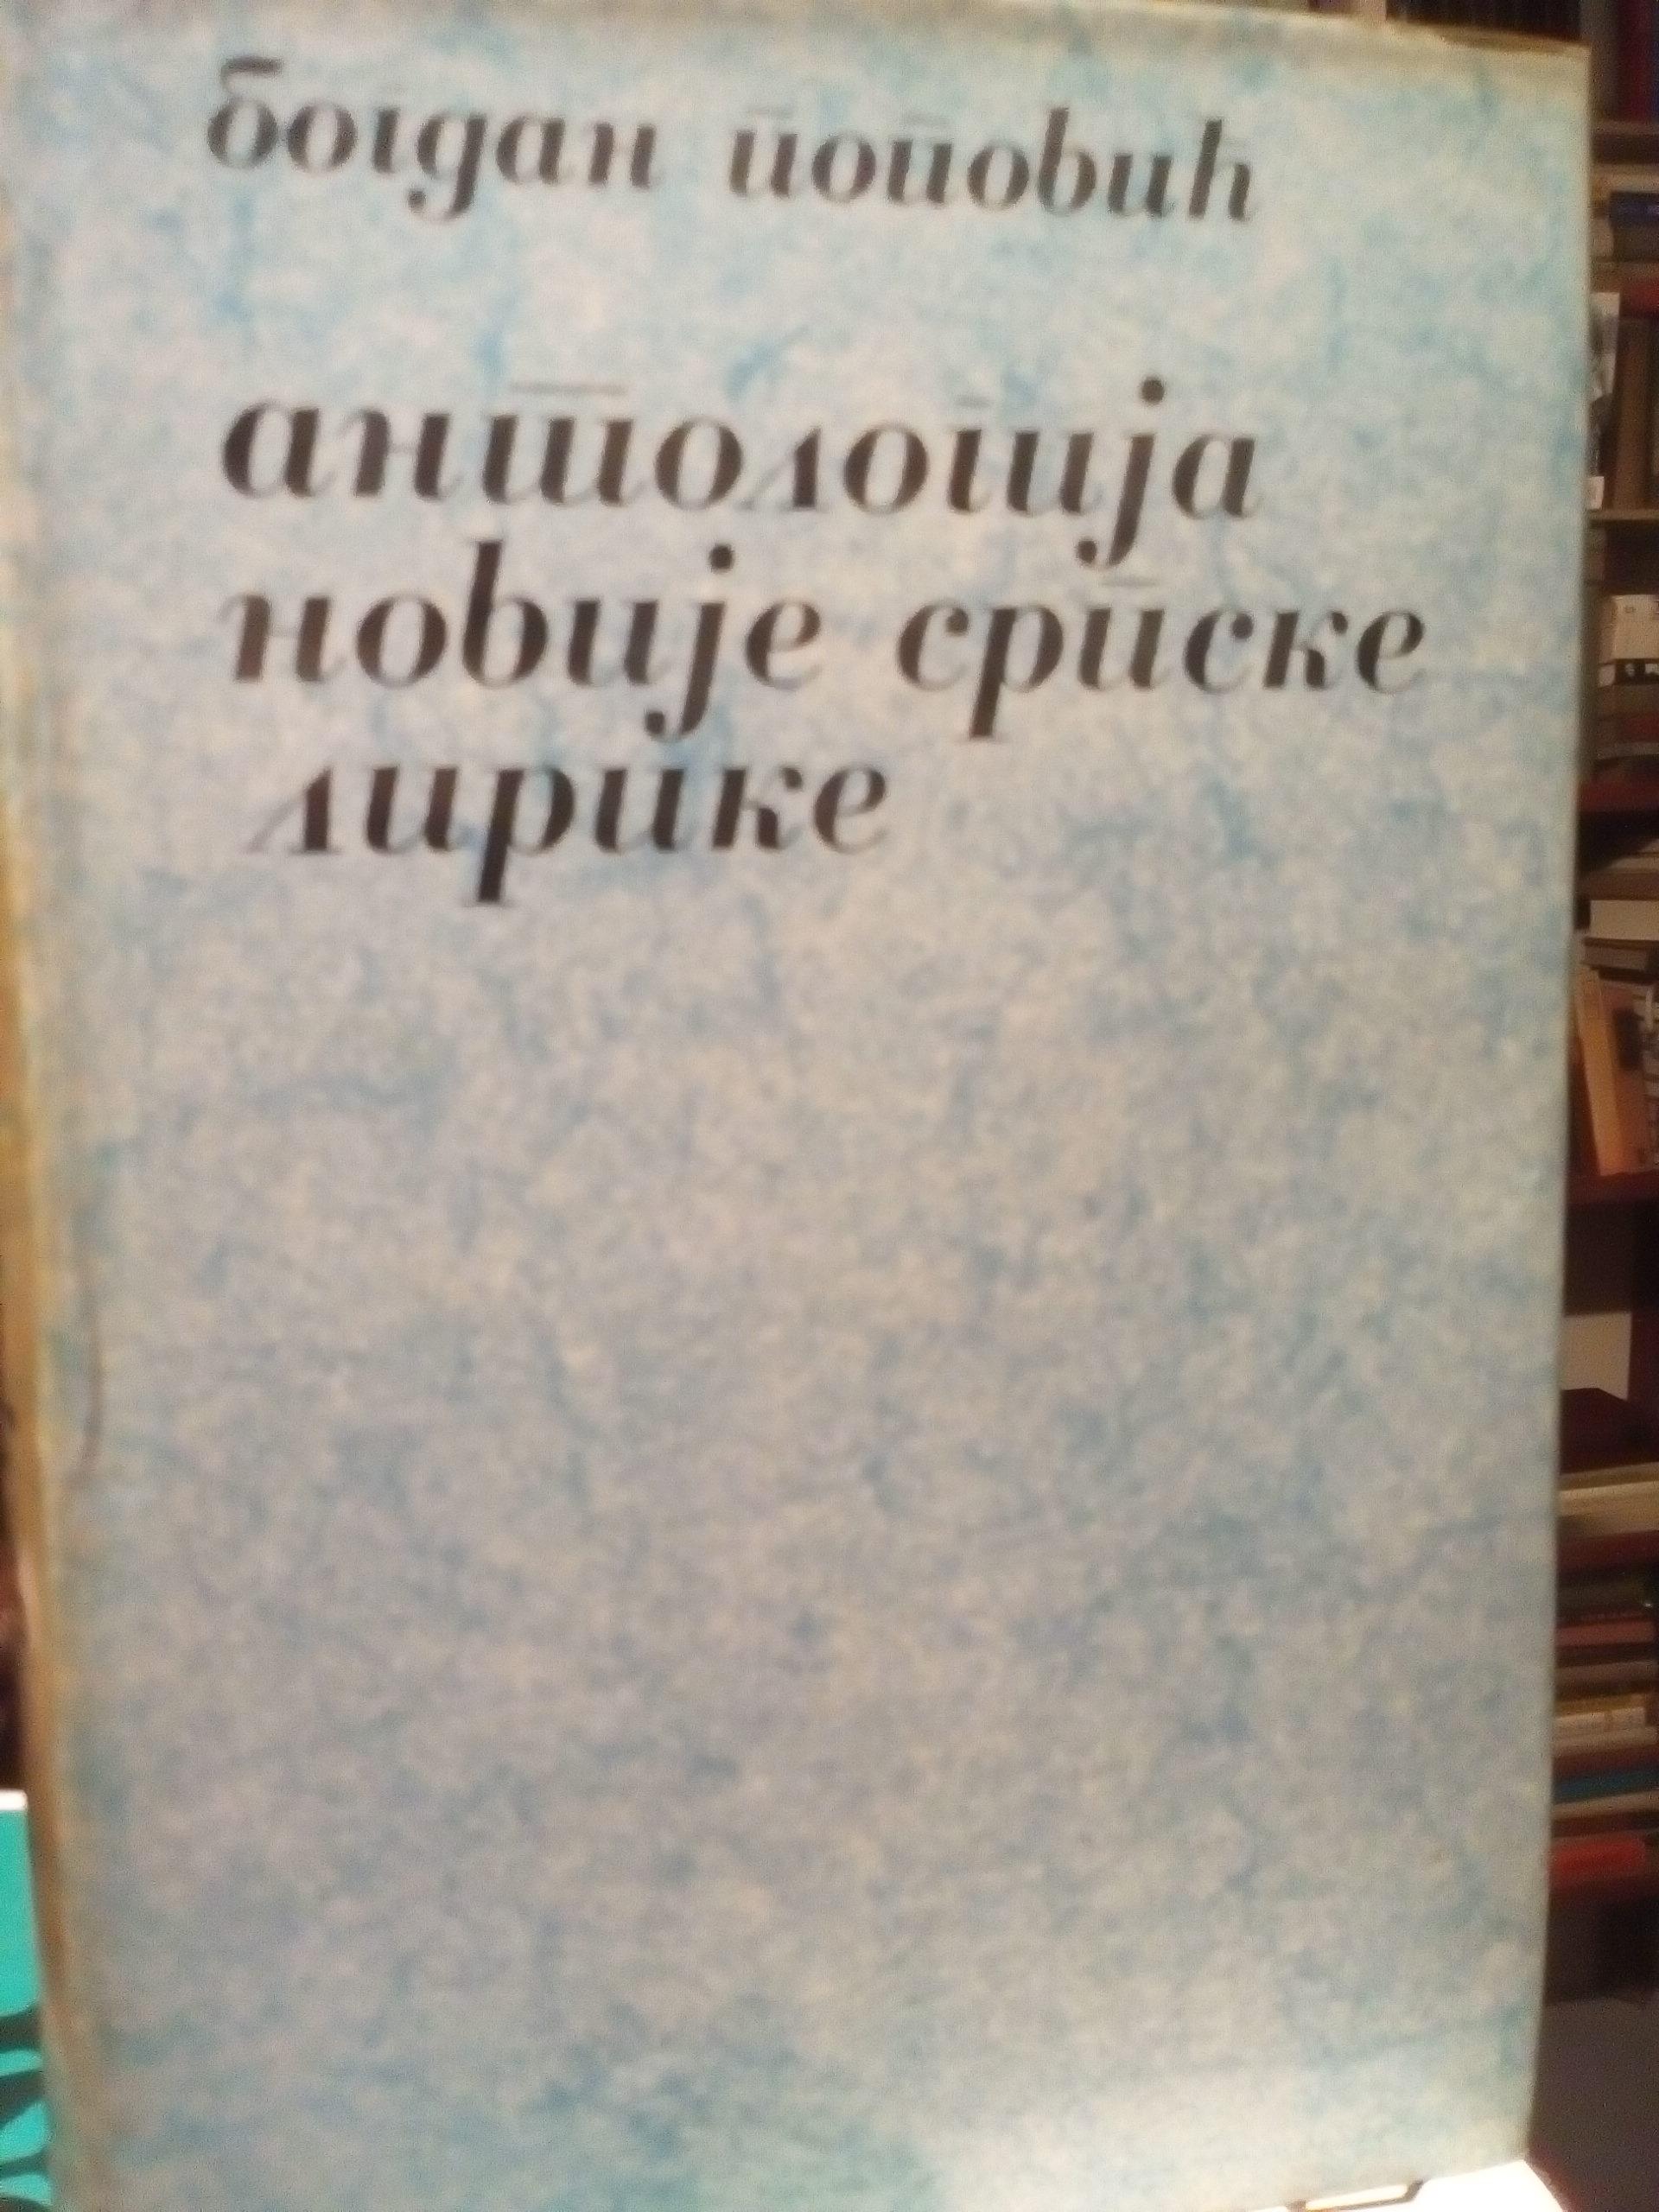 богдан поповић
антологија
новије српске
лирике